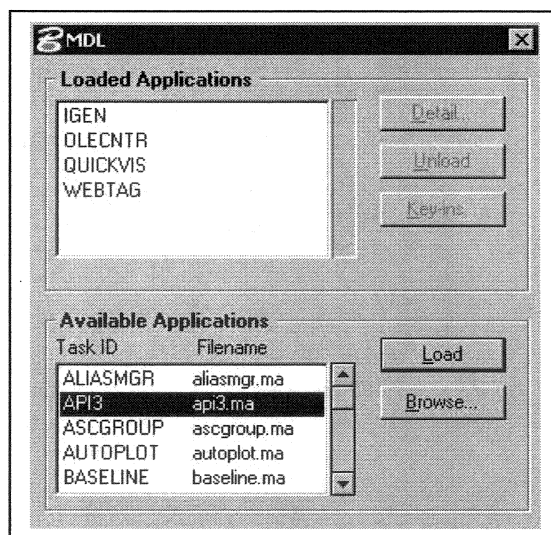 MDL
Loaded Applications
IGEN
OLECNTR
QUICKVIS
WEBTAG
Detail...
Unload
Key-ins
Available Applications
Task ID Filename
ALIASMGR aliasmgr.ma
API3 api3.ma
ASCGROUP ascgroup.ma
AUTOPLOT autoplot.ma
BASELINE baseline.ma
Load
Browse...